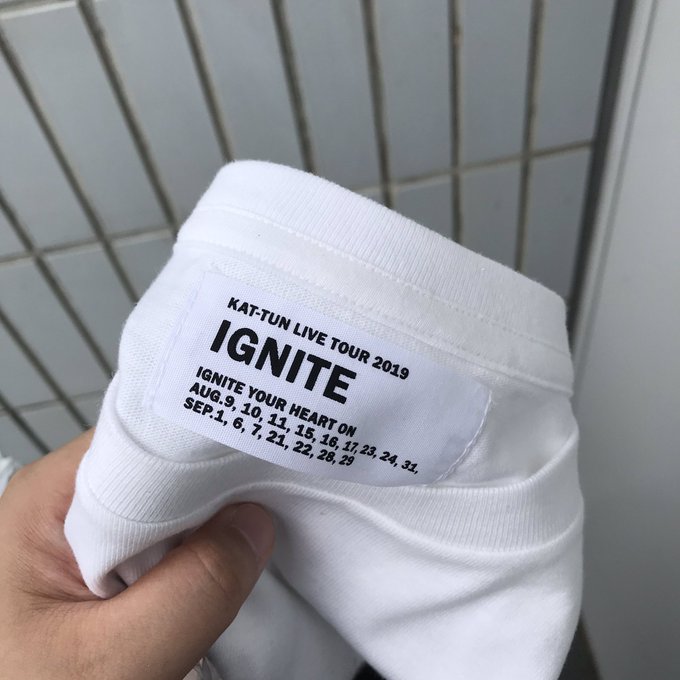 KAT-TUN LIVE TOUR 2019
IGNITE
IGNITE YOUR HEART ON
AUG.9, 10, 11, 15, 16, 17, 23, 24, 31,
SEP.1, 6, 7, 21, 22, 28, 29